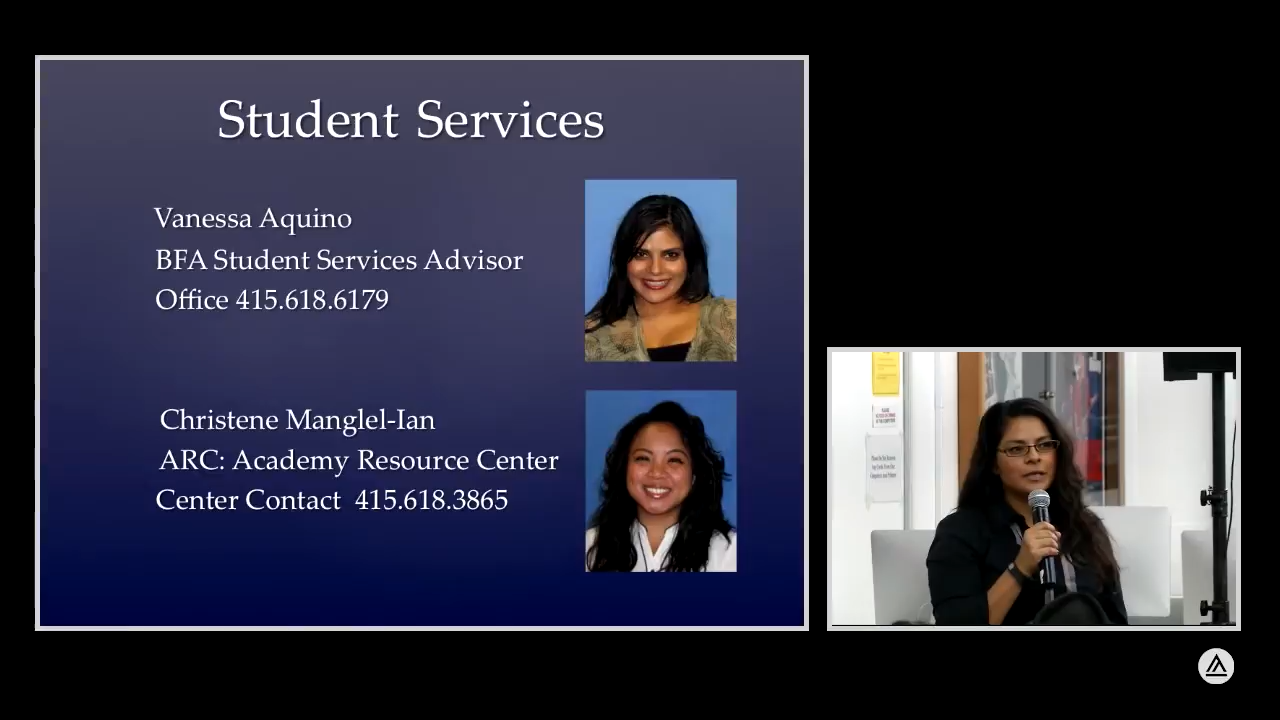 Student Services
Vanessa Aquino
BFA Student Services Advisor
Office 415.618.6179
Christene Manglel-Ian
ARC: Academy Resource Center
Center Contact 415.618.3865